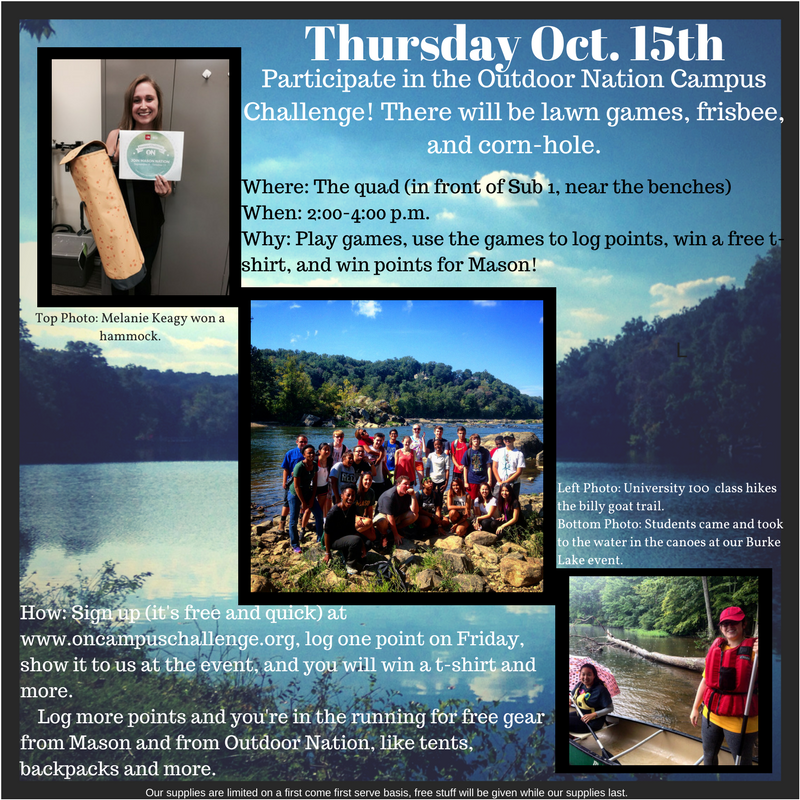 Thursday Oct. 15th
Participate in the Outdoor Nation Campus
Challenge! There will be lawn games, frisbee,
and corn-hole.
Where: The quad (in front of Sub 1, near the benches)
When: 2:00-4:00 p.m.
Why: Play games, use the games to log points, win a free t-
shirt, and win points for Mason!
Top Photo: Melanie Keagy won a
hammock.
L
Left Photo: University 100 class hikes
the billy goat trail.
Bottom Photo: Students came and took
to the water in the canoes at our Burke
Lake event.
How: Sign up (it's free and quick) at
www.oncampuschallenge.org, log one point on Friday,
show it to us at the event, and you will win a t-shirt and
more.
Log more points and you're in the running for free gear
from Mason and from Outdoor Nation, like tents,
backpacks and more.
Our supplies are limited on a first come first serve basis, free stuff will be given while our supplies last.